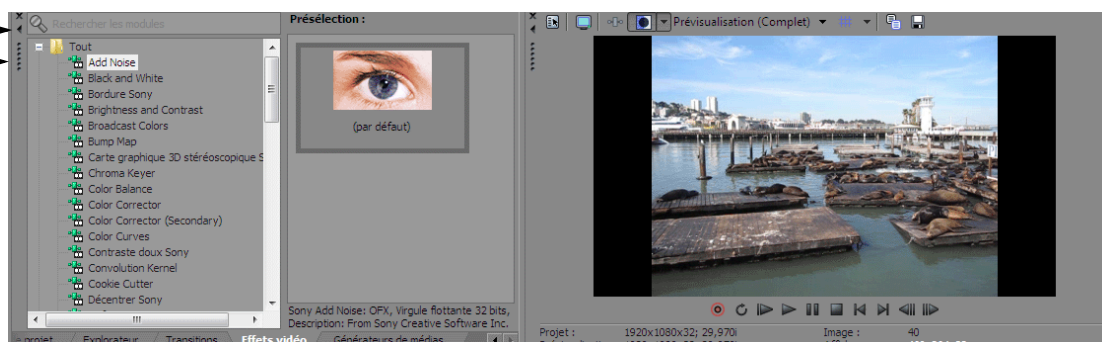 Rechercher les modules
Tout
Add Noise
Black and White
Bordure Sony
Brightness and Contrast
Broadcast Colors
Bump Map
Carte graphique 3D stéréoscopique S
Chroma Keyer
Color Balance
Color Corrector
Color Corrector (Secondary)
Color Curves
Contraste doux Sony
Convolution Kernel
Cookie Cutter
Décentrer Sony
Présélection :
(par défaut)
Sony Add Noise: OFX, Virgule flottante 32 bits,
Description: From Sony Creative Software Inc.
projet Explorateur Transitions Effets vidéo Générateurs de médias
Prévisualisation (Complet)
Projet : 1920x1080x32; 29,970i Image : 40